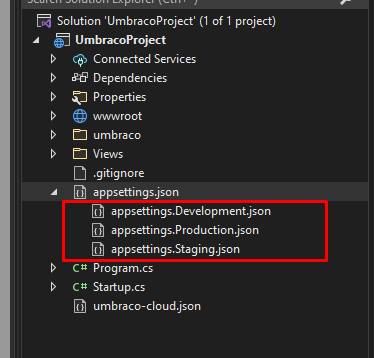 Search Solution Explorer (Ctrl+ )
Solution 'UmbracoProject' (1 of 1 project)
UmbracoProject
Connected Services
Dependencies
Properties
wwwroot
umbraco
Views
.gitignore
appsettings.json
appsettings.Development.json
appsettings.Production.json
appsettings.Staging.json
C# Program.cs
C# Startup.cs
umbraco-cloud.json